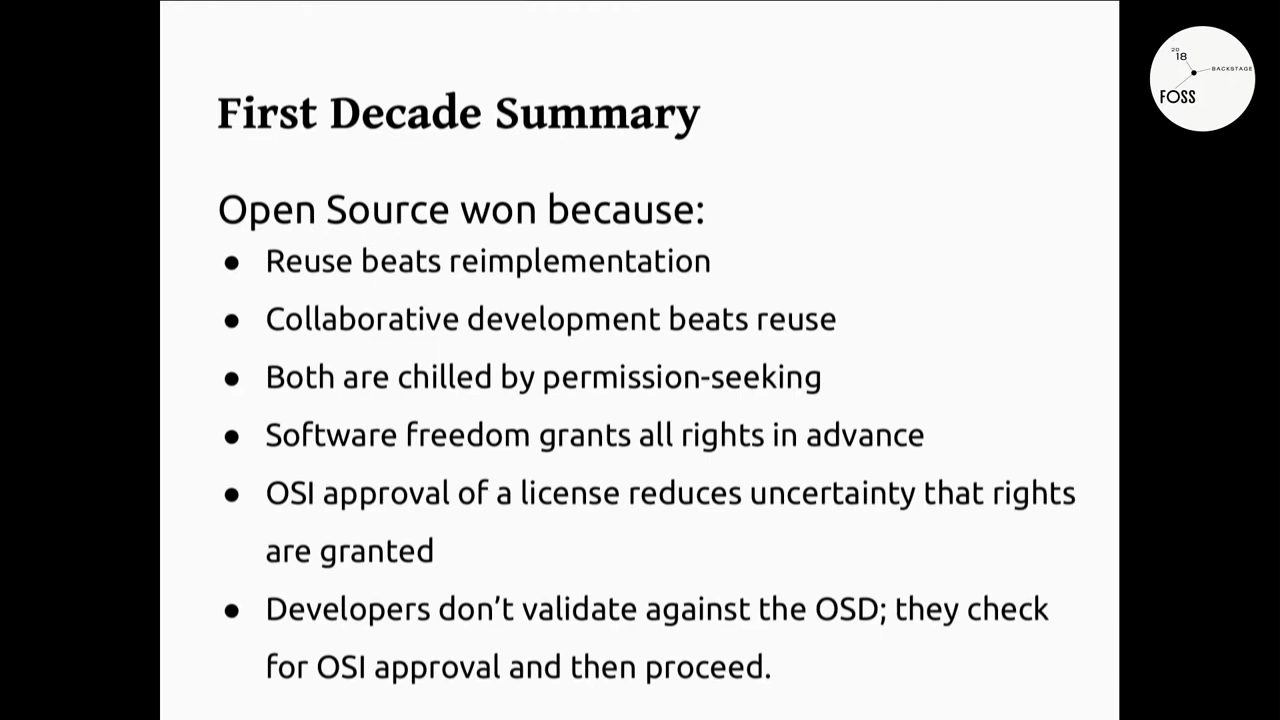 First Decade Summary
Open Source won because:
● Reuse beats reimplementation
● Collaborative development beats reuse
● Both are chilled by permission-seeking
● Software freedom grants all rights in advance
● OSI approval of a license reduces uncertainty that rights
are granted
● Developers don’t validate against the OSD; they check
for OSI approval and then proceed.
20
18
BACKSTAGE
FOSS